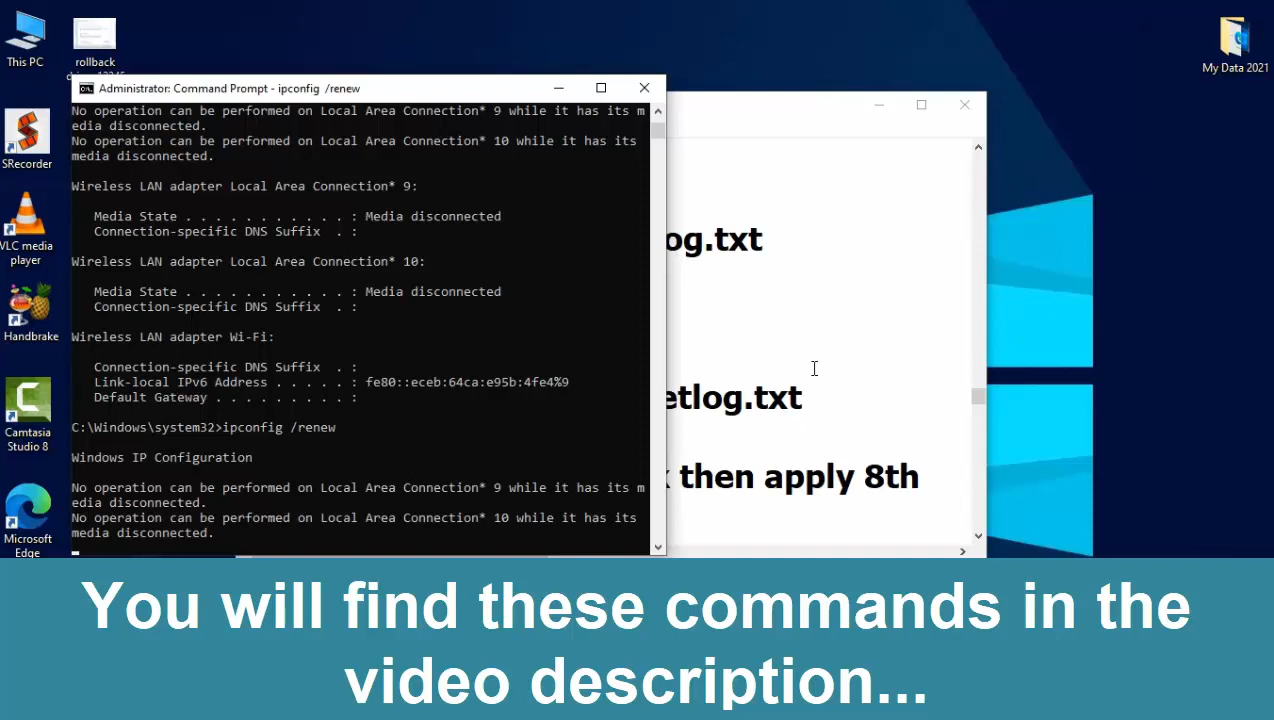 This PC
rollback
My Data 2021
SRecorder
VLC media
player
Handbrake
Camtasia
Studio 8
Microsoft
Edge
Administrator: Command Prompt - ipconfig /renew
No operation can be performed on Local Area Connection* 9 while it has its m
edia disconnected.
No operation can be performed on Local Area Connection* 10 while it has its
media disconnected.
Wireless LAN adapter Local Area Connection* 9:
Media State . . . . . . . . . . . : Media disconnected
Connection-specific DNS Suffix  . :
Wireless LAN adapter Local Area Connection* 10:
Media State . . . . . . . . . . . : Media disconnected
Connection-specific DNS Suffix  . :
Wireless LAN adapter Wi-Fi:
Connection-specific DNS Suffix  . :
Link-local IPv6 Address . . . . . : fe80::eceb:64ca:e95b:4fe4%9
Default Gateway . . . . . . . . . :
C:\Windows\system32>ipconfig /renew
Windows IP Configuration
No operation can be performed on Local Area Connection* 9 while it has its m
edia disconnected.
No operation can be performed on Local Area Connection* 10 while it has its
media disconnected.
og.txt
etlog.txt
then apply 8th
You will find these commands in the
video description...